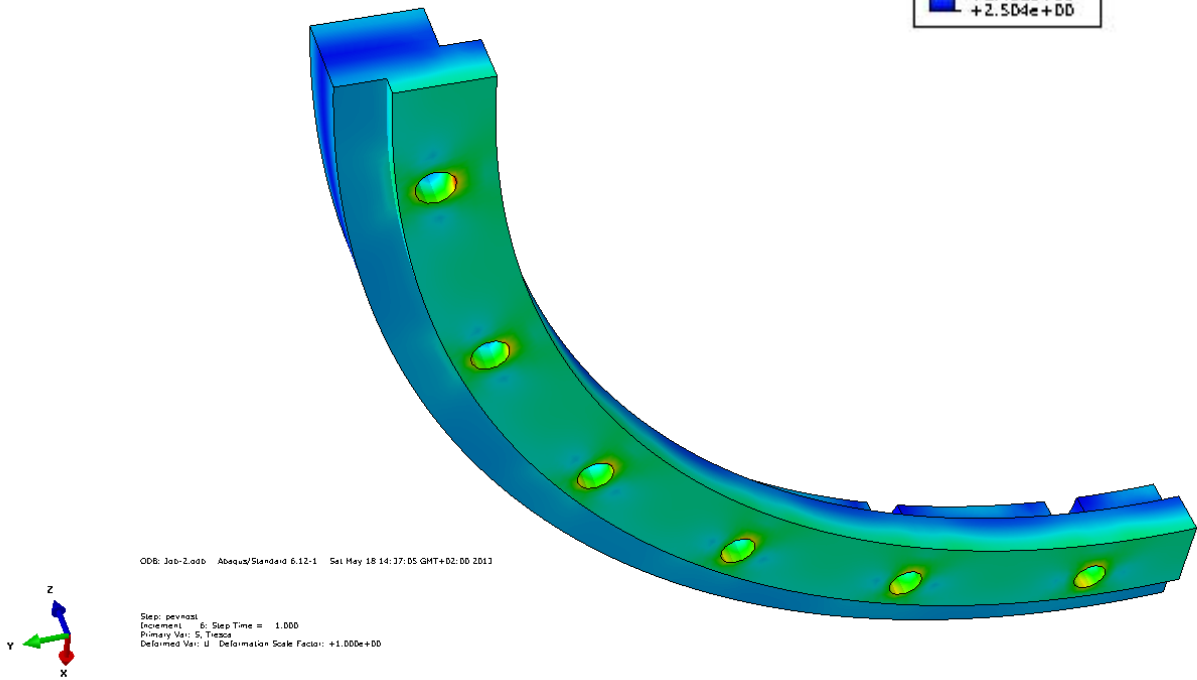 +2.504e+00
ODB: Job-2.odb Abaqus/Standard 6.12-1 Sat May 18 14:37:05 GMT+02:00 2013
Z
Y
X
Step: pevnost
Increment 6: Step Time = 1.000
Primary Var: S, Tresca
Deformed Var: U Deformation Scale Factor: +1.000e+00